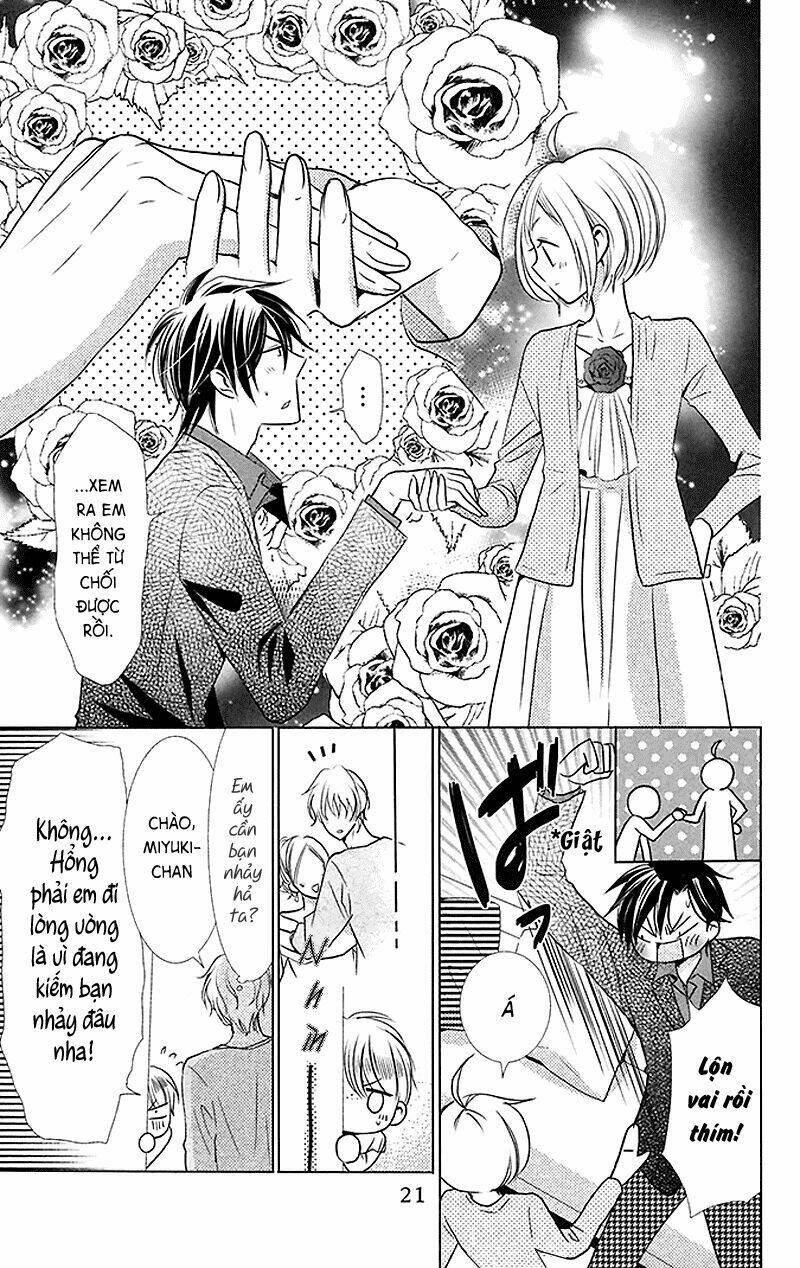 ...
...XEM
RA EM
KHÔNG
THỂ TỪ
CHỐI
ĐƯỢC
RỒI.
ば
*Giật
Lộn
vai rồi
thím!
Á
Nhìn
Em
ấy cần
bạn
nhảy
hả
ta?
CHÀO,
MIYUKI-
CHAN
Không...
Hổng
phải em đi
lòng vòng
là vì đang
kiếm bạn
nhảy đâu
nha!
21